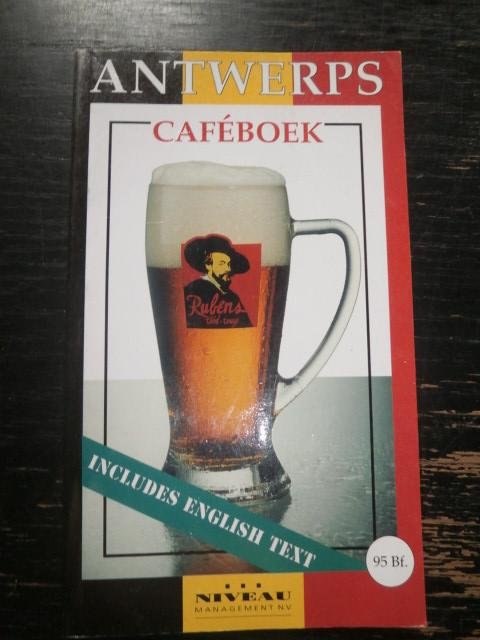 ANTWERPS
CAFÉBOEK
Rubens
INCLUDES ENGLISH TEXT
95 Bf.
NIVEAU
MANAGEMENT NV